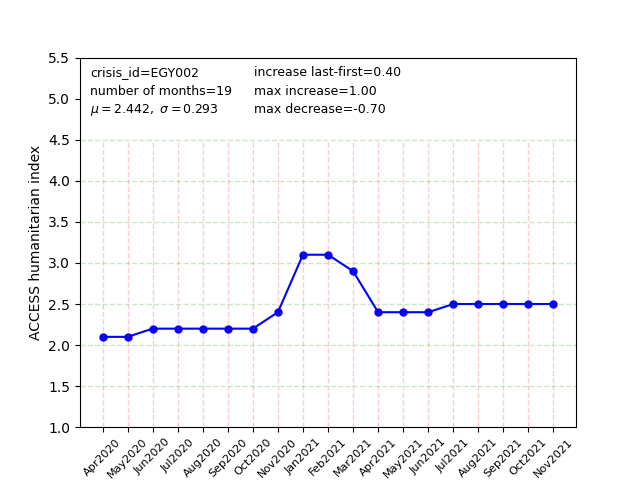 crisis_id=EGY002
number of months=19
μ = 2.442, σ =0.293
increase last-first=0.40
max increase=1.00
max decrease=-0.70
ACCESS humanitarian index
5.5
5.0
4.5
4.0
3.5
3.0
2.5
2.0
1.5
1.0
Apr2020
May2020
Jun2020
Jul2020
Aug2020
Sep2020
Oct2020
Nov2020
Jan2021
Feb2021
Mar2021
Apr2021
May2021
Jun2021
Jul2021
Aug2021
Sep2021
Oct2021
Nov2021